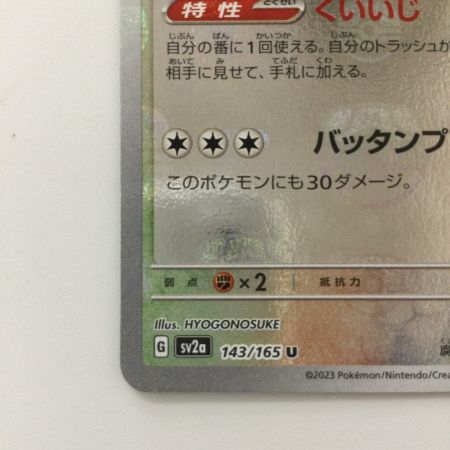 特性 くいいじ
自分の番に1回使える。自分のトラッシュか
相手に見せて、手札に加える。
バッタンプ
このポケモンにも30ダメージ。
弱点 ×2 抵抗力
Illus. HYOGONOSUKE
G sv2a 143/165 U
©2023 Pokémon/Nintendo/Crea